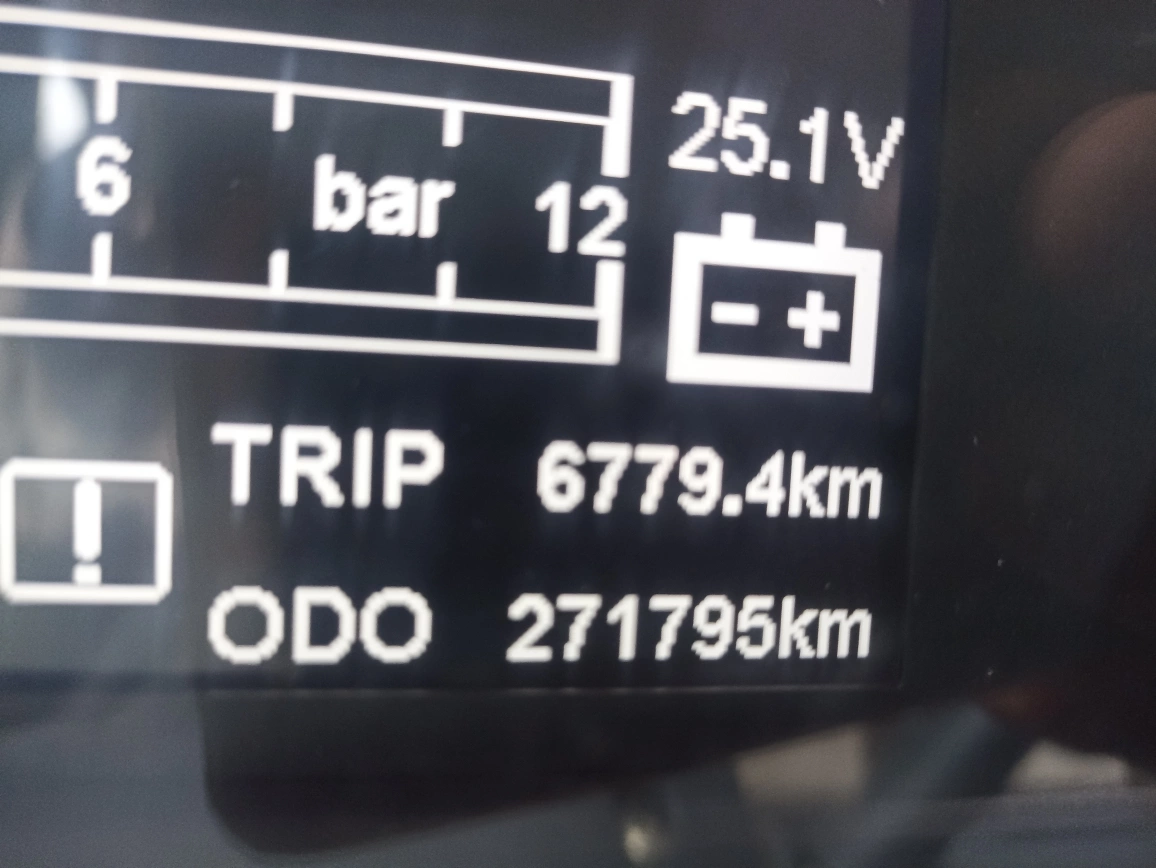 25.1V
6 bar 12
- +
!
TRIP 6779.4km
ODO 271795km